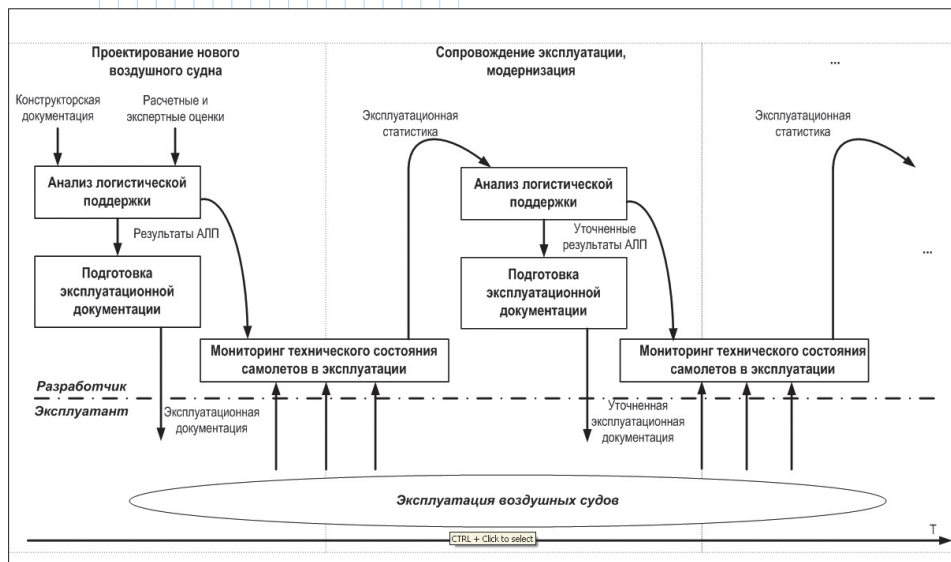 Проектирование нового
воздушного судна
Сопровождение эксплуатации,
модернизация
...
Конструкторская
документация
Расчетные и
экспертные оценки
Эксплуатационная
статистика
Эксплуатационная
статистика
Анализ логистической
поддержки
Анализ логистической
поддержки
Результаты АЛП
Уточненные
результаты АЛП
...
Подготовка
эксплуатационной
документации
Подготовка
эксплуатационной
документации
Мониторинг технического состояния
самолетов в эксплуатации
Мониторинг технического состояния
самолетов в эксплуатации
Разработчик
Эксплуатант
Эксплуатационная
документация
Уточненная
эксплуатационная
документация
Эксплуатация воздушных судов
T
CTRL + Click to select